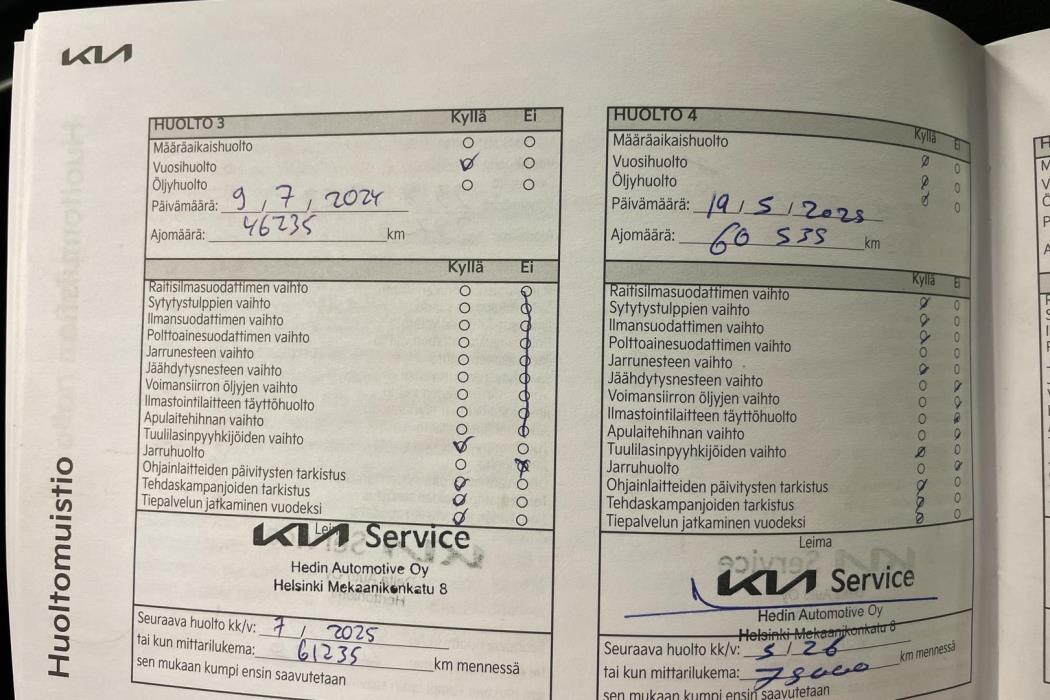 KIA
Huoltomuistio
HUOLTO 3 Kyllä Ei
Määräaikaishuolto
Vuosihuolto
Öljyhuolto
Päivämäärä: 9 / 7 / 2024
Ajomäärä: 46235 km
Kyllä Ei
Raitisilmasuodattimen vaihto
Sytytystulppien vaihto
Ilmansuodattimen vaihto
Polttoainesuodattimen vaihto
Jarrunesteen vaihto
Jäähdytysnesteen vaihto
Voimansiirron öljyjen vaihto
Ilmastointilaitteen täyttöhuolto
Apulaitehihnan vaihto
Tuulilasinpyyhkijöiden vaihto
Jarruhuolto
Ohjainlaitteiden päivitysten tarkistus
Tehdaskampanjoiden tarkistus
Tiepalvelun jatkaminen vuodeksi
Leima
KIA Service
Hedin Automotive Oy
Helsinki Mekaanikonkatu 8
Seuraava huolto kk/v: 7 / 2025
tai kun mittarilukema: 61235 km mennessä
sen mukaan kumpi ensin saavutetaan
HUOLTO 4 Kyllä Ei
Määräaikaishuolto
Vuosihuolto
Öljyhuolto
Päivämäärä: 19 / 5 / 2025
Ajomäärä: 60 535 km
Kyllä Ei
Raitisilmasuodattimen vaihto
Sytytystulppien vaihto
Ilmansuodattimen vaihto
Polttoainesuodattimen vaihto
Jarrunesteen vaihto
Jäähdytysnesteen vaihto
Voimansiirron öljyjen vaihto
Ilmastointilaitteen täyttöhuolto
Apulaitehihnan vaihto
Tuulilasinpyyhkijöiden vaihto
Jarruhuolto
Ohjainlaitteiden päivitysten tarkistus
Tehdaskampanjoiden tarkistus
Tiepalvelun jatkaminen vuodeksi
Leima
KIA Service
Hedin Automotive Oy
Helsinki Mekaanikonkatu 8
Seuraava huolto kk/v: 5 / 26
tai kun mittarilukema: 75000 km mennessä
sen mukaan kumpi ensin saavutetaan